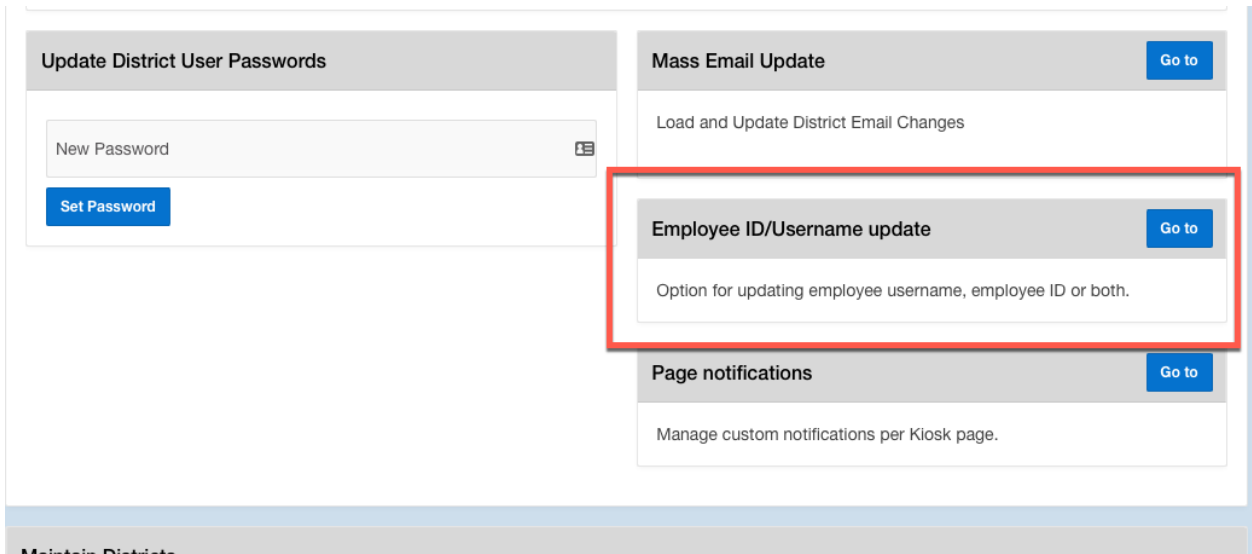 Update District User Passwords
New Password
Set Password
Mass Email Update
Go to
Load and Update District Email Changes
Employee ID/Username update
Go to
Option for updating employee username, employee ID or both.
Page notifications
Go to
Manage custom notifications per Kiosk page.
Maintain Districts